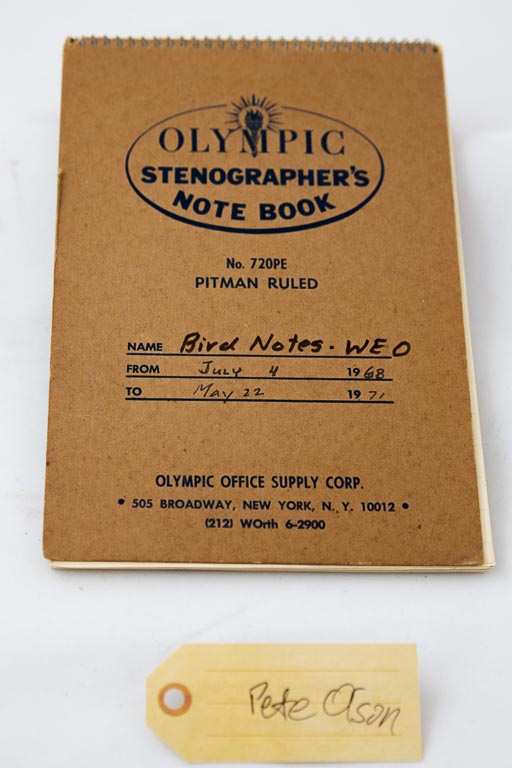 OLYMPIC
STENOGRAPHER'S
NOTE BOOK
No. 720PE
PITMAN RULED
NAME Bird Notes. WEO
FROM July 4 1968
TO May 22 1971
OLYMPIC OFFICE SUPPLY CORP.
• 505 BROADWAY, NEW YORK, N. Y. 10012 •
(212) WOrth 6-2900
Pete Olson